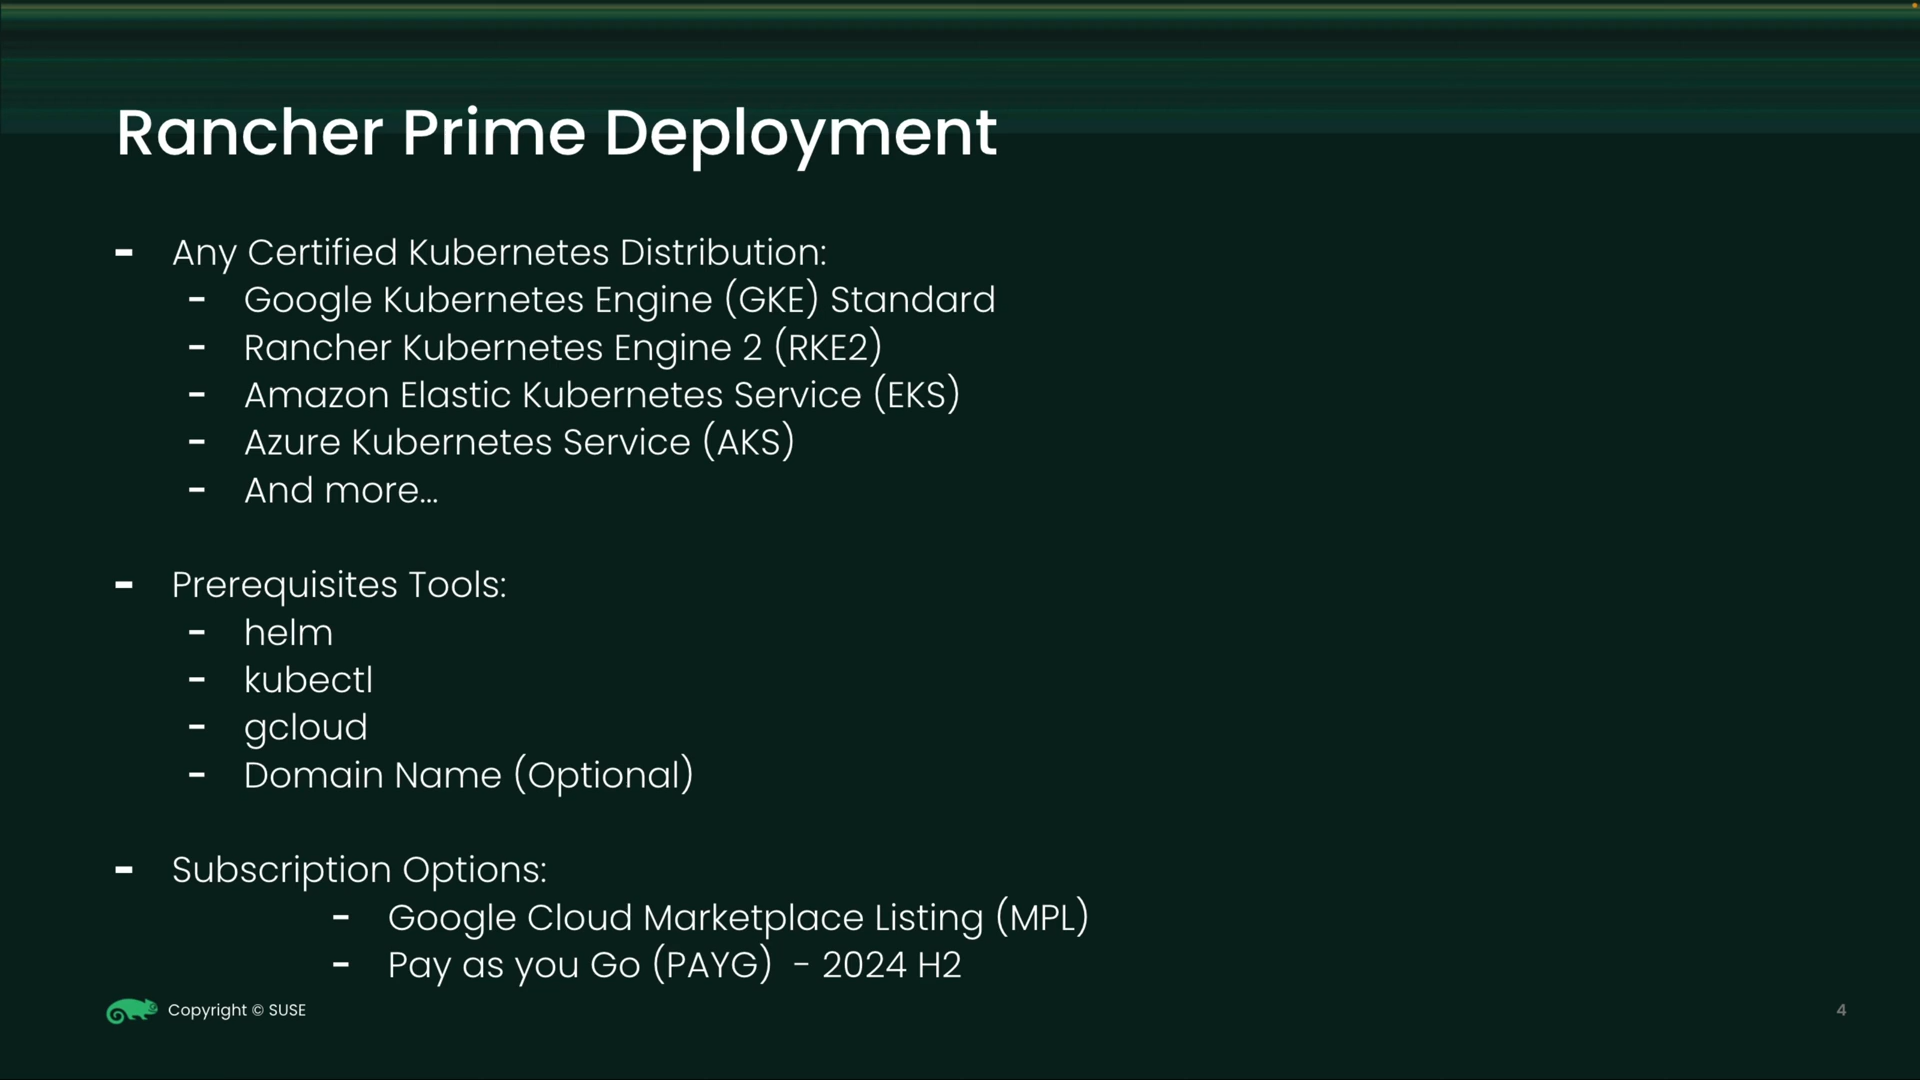 Rancher Prime Deployment
- Any Certified Kubernetes Distribution:
- Google Kubernetes Engine (GKE) Standard
- Rancher Kubernetes Engine 2 (RKE2)
- Amazon Elastic Kubernetes Service (EKS)
- Azure Kubernetes Service (AKS)
- And more...
- Prerequisites Tools:
- helm
- kubectl
- gcloud
- Domain Name (Optional)
- Subscription Options:
- Google Cloud Marketplace Listing (MPL)
- Pay as you Go (PAYG) - 2024 H2
Copyright © SUSE
4